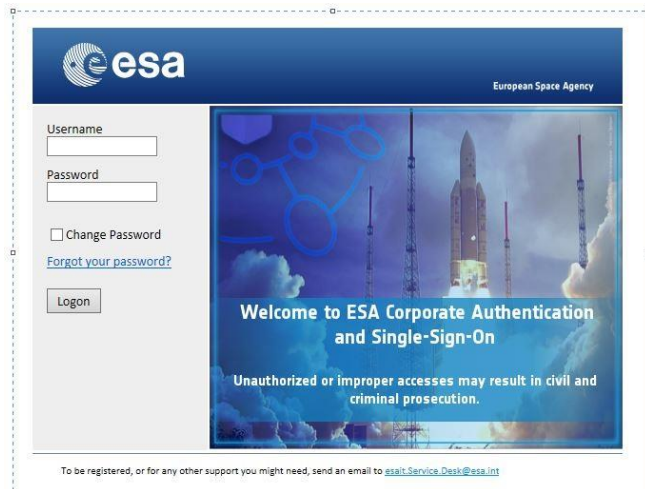 esa
European Space Agency
Username
Password
Change Password
Forgot your password?
Logon
Welcome to ESA Corporate Authentication
and Single-Sign-On
Unauthorized or improper accesses may result in civil and
criminal prosecution.
To be registered, or for any other support you might need, send an email to esait.Service.Desk@esa.int